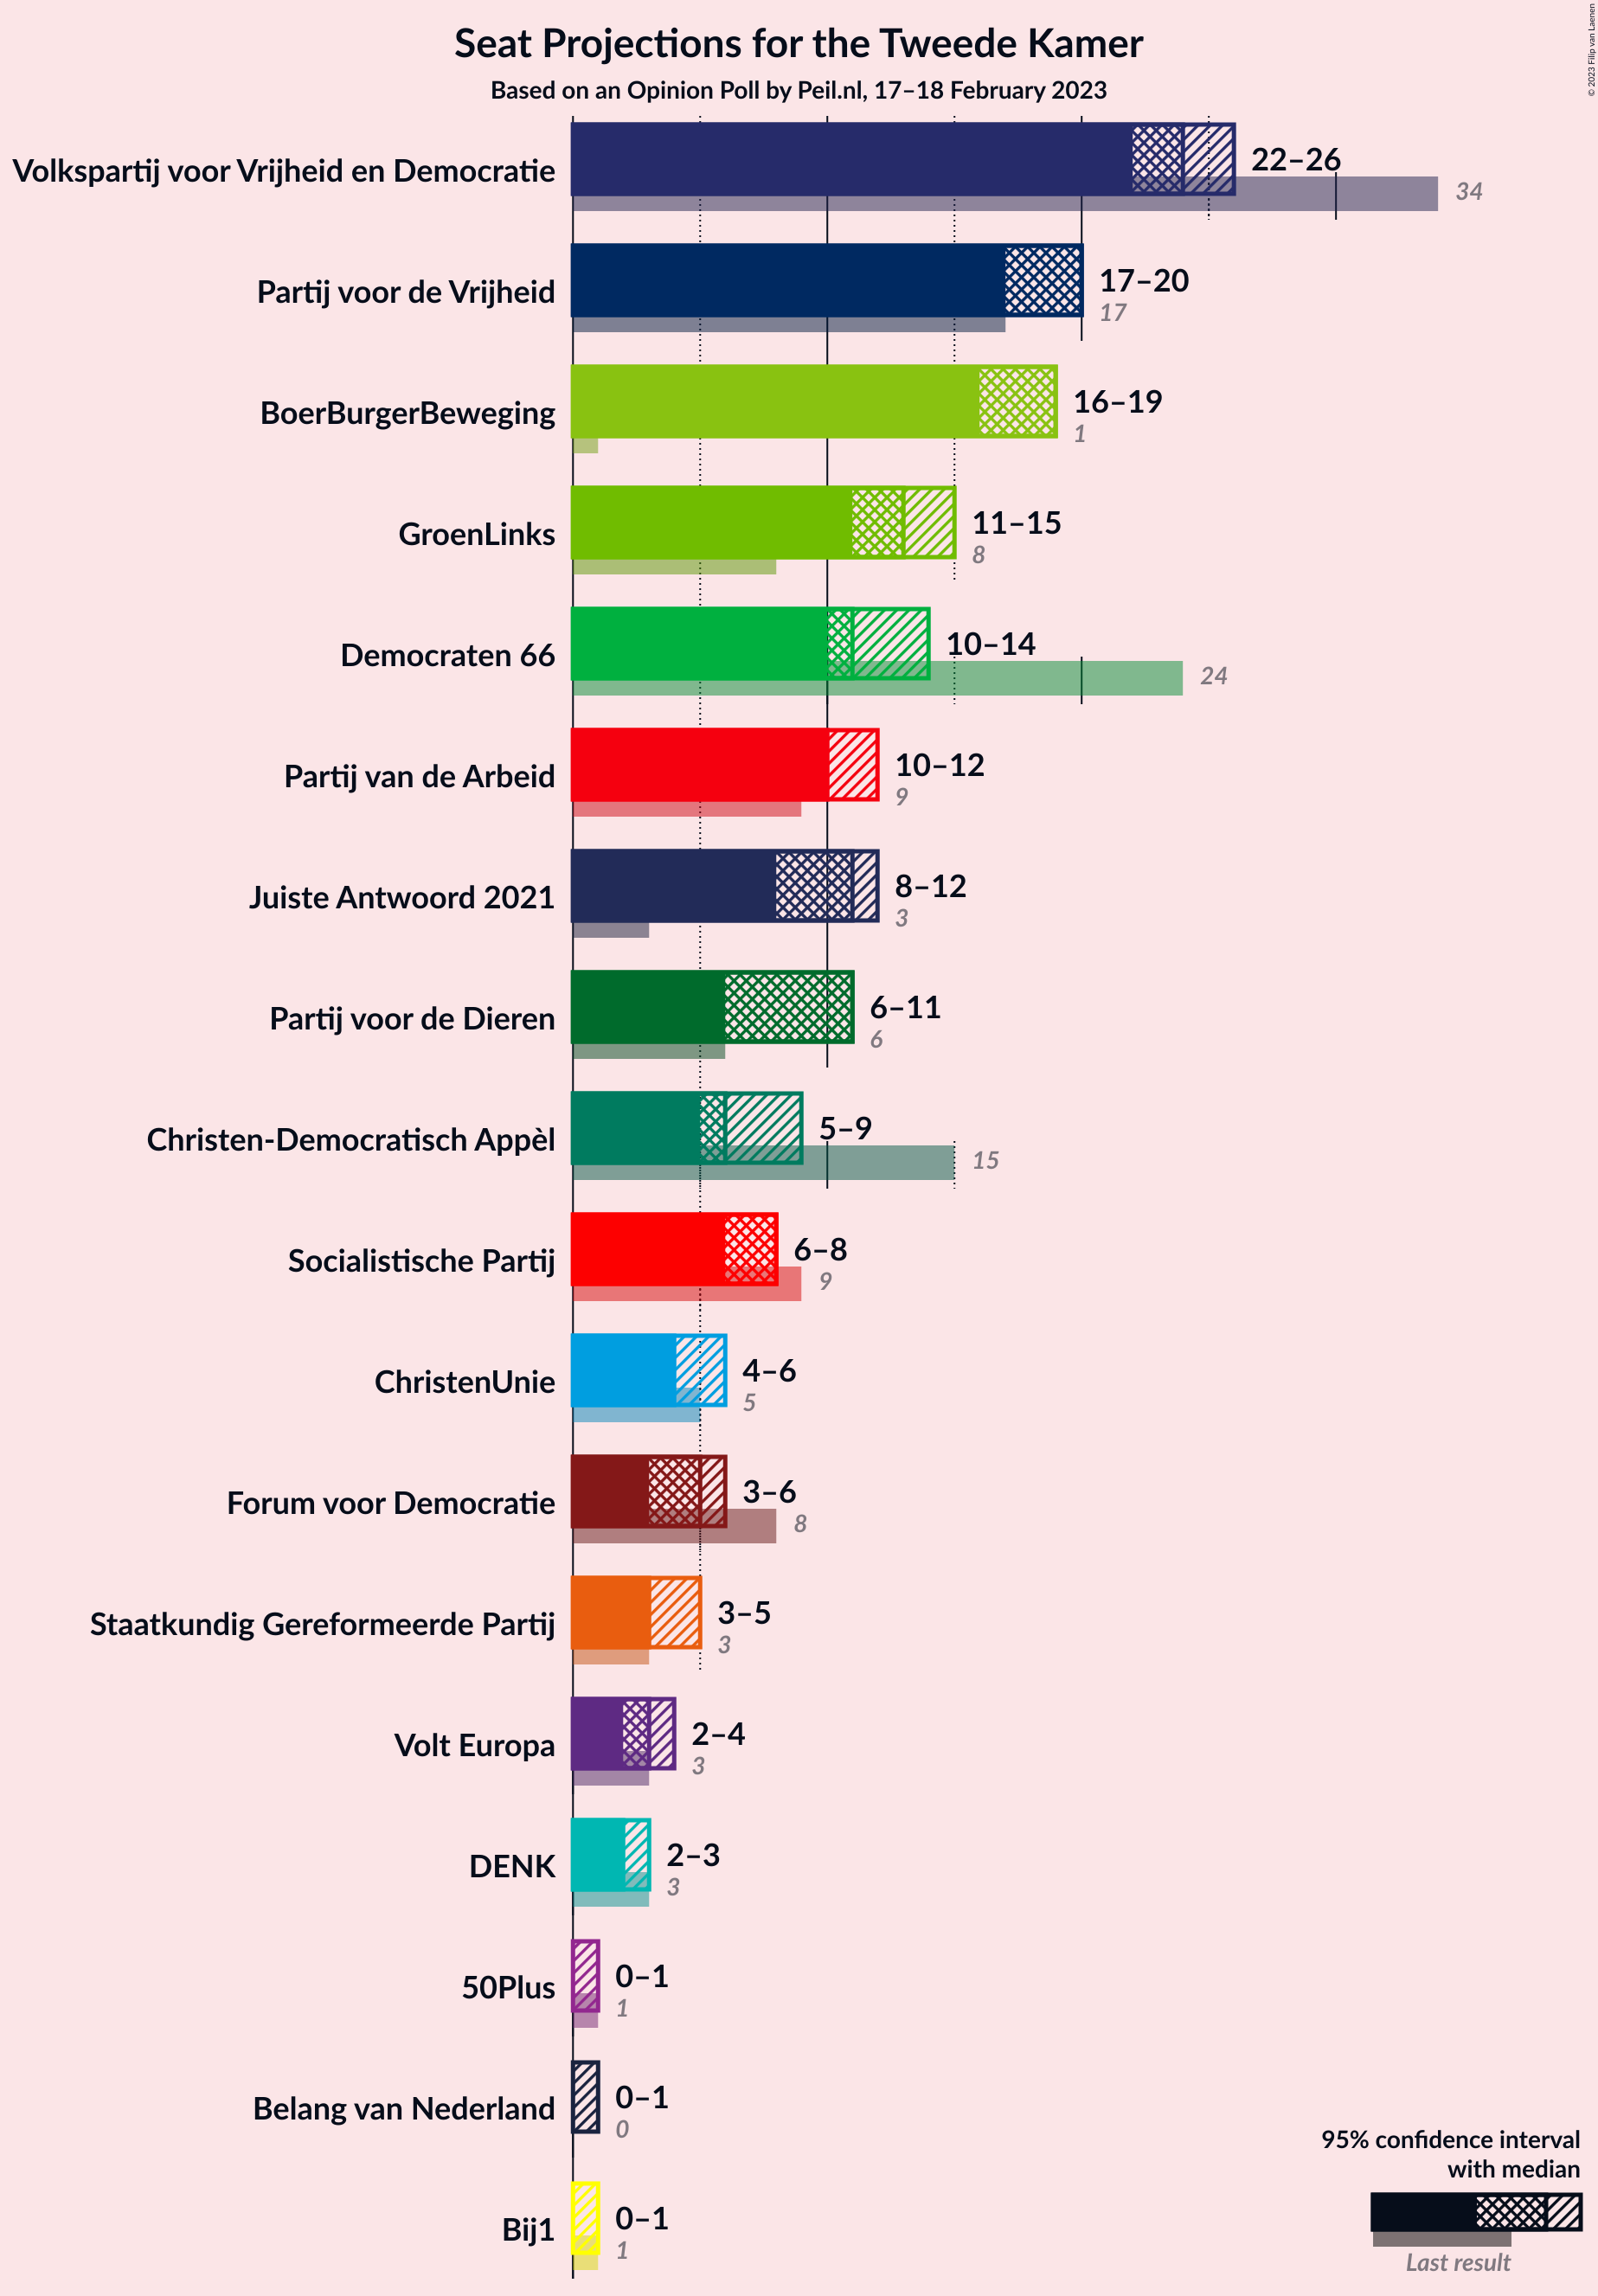 Seat Projections for the Tweede Kamer
Based on an Opinion Poll by Peil.nl, 17–18 February 2023
© 2023 Filip van Laenen
Volkspartij voor Vrijheid en Democratie
22–26
34
Partij voor de Vrijheid
17–20
17
BoerBurgerBeweging
16–19
1
GroenLinks
11–15
8
Democraten 66
10–14
24
Partij van de Arbeid
10–12
9
Juiste Antwoord 2021
8–12
3
Partij voor de Dieren
6–11
6
Christen-Democratisch Appèl
5–9
15
Socialistische Partij
6–8
9
ChristenUnie
4–6
5
Forum voor Democratie
3–6
8
Staatkundig Gereformeerde Partij
3–5
3
Volt Europa
2–4
3
DENK
2–3
3
50Plus
0–1
1
Belang van Nederland
0–1
0
Bij1
0–1
1
95% confidence interval
with median
Last result